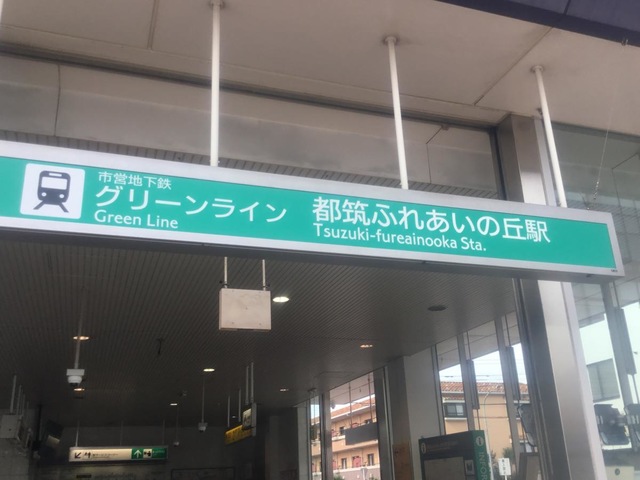 市営地下鉄
グリーンライン
Green Line
都筑ふれあいの丘駅
Tsuzuki-fureainooka Sta.